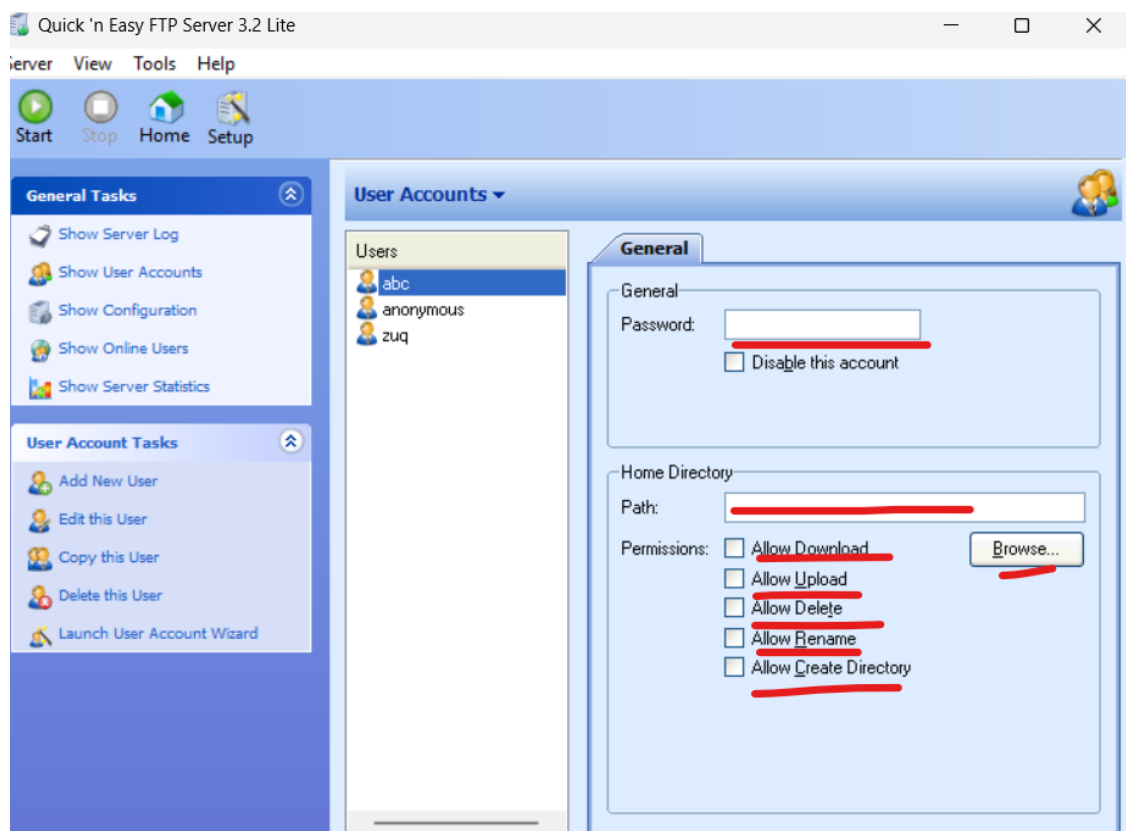 Quick 'n Easy FTP Server 3.2 Lite
erver View Tools Help
Start Stop Home Setup
General Tasks
Show Server Log
Show User Accounts
Show Configuration
Show Online Users
Show Server Statistics
User Account Tasks
Add New User
Edit this User
Copy this User
Delete this User
Launch User Account Wizard
User Accounts
Users
abc
anonymous
zuq
General
General
Password:
Disable this account
Home Directory
Path:
Permissions:
Allow Download
Browse...
Allow Upload
Allow Delete
Allow Rename
Allow Create Directory